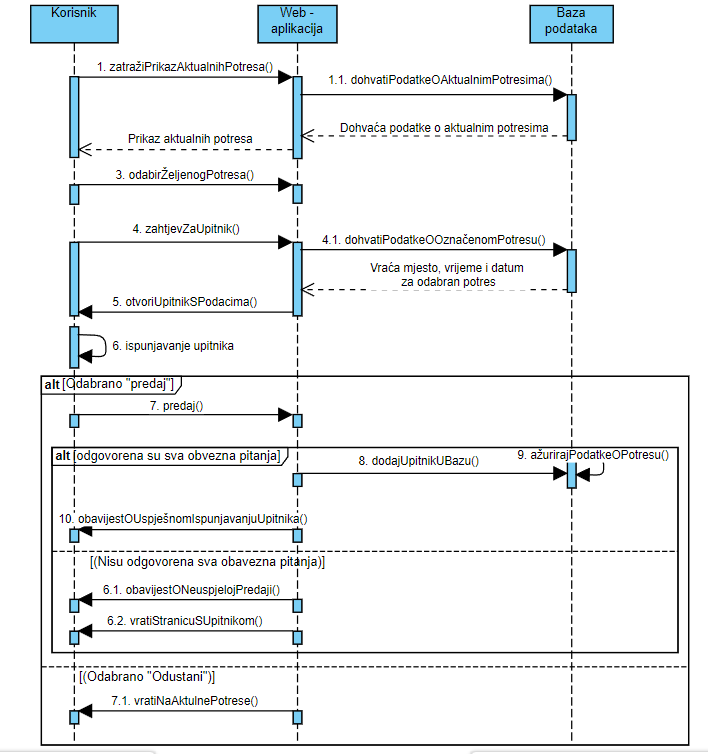 Korisnik
Web -
aplikacija
Baza
podataka
1. zatražiPrikazAktualnihPotresa()
1.1. dohvatiPodatkeOAktualnimPotresima()
Dohvaća podatke o aktualnim potresima
Prikaz aktualnih potresa
3. odabirŽeljenogPotresa()
4. zahtjevZaUpitnik()
4.1. dohvatiPodatkeOOznačenomPotresu()
Vraća mjesto, vrijeme i datum
za odabran potres
5. otvoriUpitnikSPodacima()
6. ispunjavanje upitnika
alt [Odabrano "predaj"]
7. predaj()
alt [odgovorena su sva obvezna pitanja]
9. ažurirajPodatkeOPotresu()
8. dodajUpitnikUBazu()
10. obavijestOUspješnomIspunjavanjuUpitnika()
[(Nisu odgovorena sva obavezna pitanja)]
6.1. obavijestONeuspjelojPredaji()
6.2. vratiStranicuSUpitnikom()
[(Odabrano "Odustani")]
7.1. vratiNaAktulnePotrese()